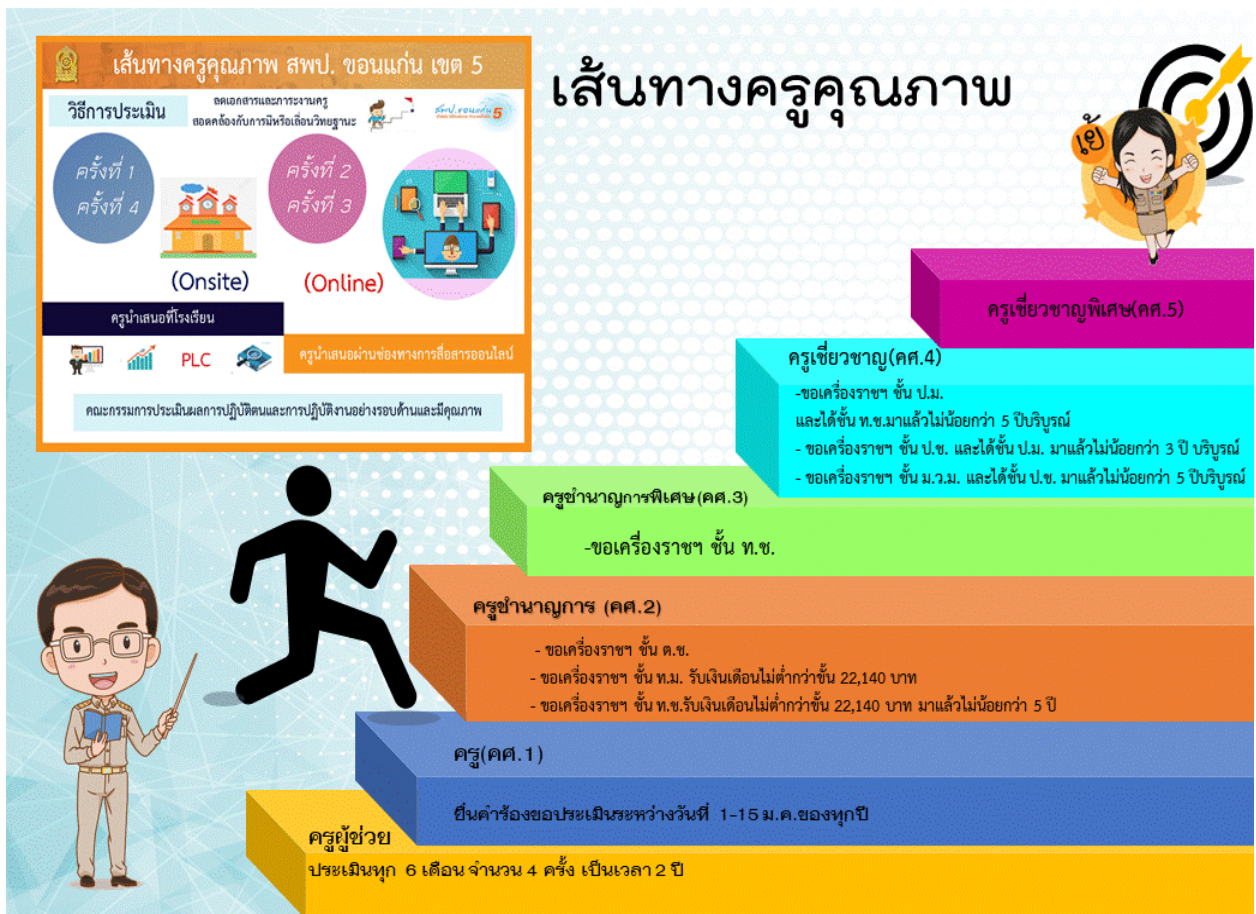 เส้นทางครูคุณภาพ สพป. ขอนแก่น เขต 5
วิธีการประเมิน
ลดเอกสารและภาระงานครู
สอดคล้องกับการมีหรือเลื่อนวิทยฐานะ
สพป.ขอนแก่น 5
ครั้งที่ 1
ครั้งที่ 4
ครั้งที่ 2
ครั้งที่ 3
(Onsite)
(Online)
ครูนำเสนอที่โรงเรียน
PLC
ครูนำเสนอผ่านช่องทางการสื่อสารออนไลน์
คณะกรรมการประเมินผลการปฏิบัติตนและการปฏิบัติงานอย่างรอบด้านและมีคุณภาพ
เส้นทางครูคุณภาพ
เย้
ครูเชี่ยวชาญพิเศษ(คศ.5)
ครูเชี่ยวชาญ(คศ.4)
-ขอเครื่องราชฯ ชั้น ป.ม.
และได้ชั้น ท.ช.มาแล้วไม่น้อยกว่า 5 ปีบริบูรณ์
- ขอเครื่องราชฯ ชั้น ป.ช. และได้ชั้น ป.ม. มาแล้วไม่น้อยกว่า 3 ปี บริบูรณ์
- ขอเครื่องราชฯ ชั้น ม.ว.ม. และได้ชั้น ป.ช. มาแล้วไม่น้อยกว่า 5 ปีบริบูรณ์
ครูชำนาญการพิเศษ(คศ.3)
-ขอเครื่องราชฯ ชั้น ท.ช.
ครูชำนาญการ (คศ.2)
- ขอเครื่องราชฯ ชั้น ต.ช.
- ขอเครื่องราชฯ ชั้น ท.ม. รับเงินเดือนไม่ต่ำกว่าขั้น 22,140 บาท
- ขอเครื่องราชฯ ชั้น ท.ช.รับเงินเดือนไม่ต่ำกว่าขั้น 22,140 บาท มาแล้วไม่น้อยกว่า 5 ปี
ครู(คศ.1)
ยื่นคำร้องขอประเมินระหว่างวันที่ 1-15 ม.ค.ของทุกปี
ครูผู้ช่วย
ประเมินทุก 6 เดือน จำนวน 4 ครั้ง เป็นเวลา 2 ปี